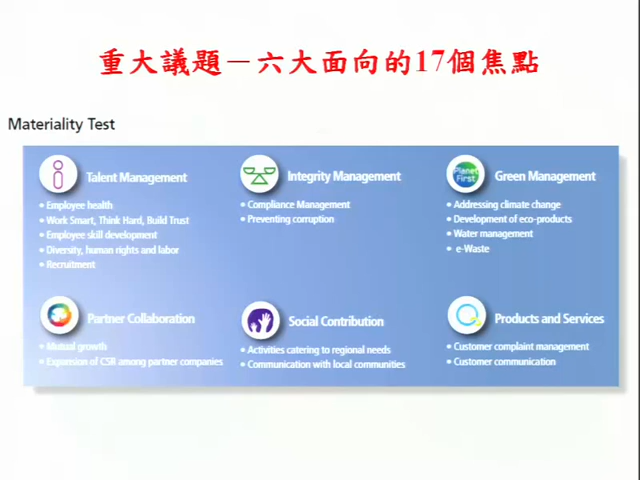 重大議題－六大面向的17個焦點
Materiality Test
Talent Management
• Employee health
• Work Smart, Think Hard, Build Trust
• Employee skill development
• Diversity, human rights and labor
• Recruitment
Integrity Management
• Compliance Management
• Preventing corruption
Planet
First
Green Management
• Addressing climate change
• Development of eco-products
• Water management
• e-Waste
Partner Collaboration
• Mutual growth
• Expansion of CSR among partner companies
Social Contribution
• Activities catering to regional needs
• Communication with local communities
Products and Services
• Customer complaint management
• Customer communication